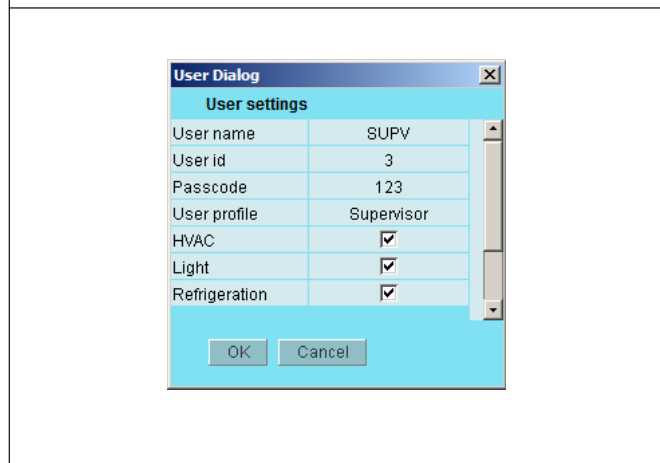 User Dialog
User settings
User name SUPV
User id 3
Passcode 123
User profile Supervisor
HVAC
Light
Refrigeration
OK Cancel